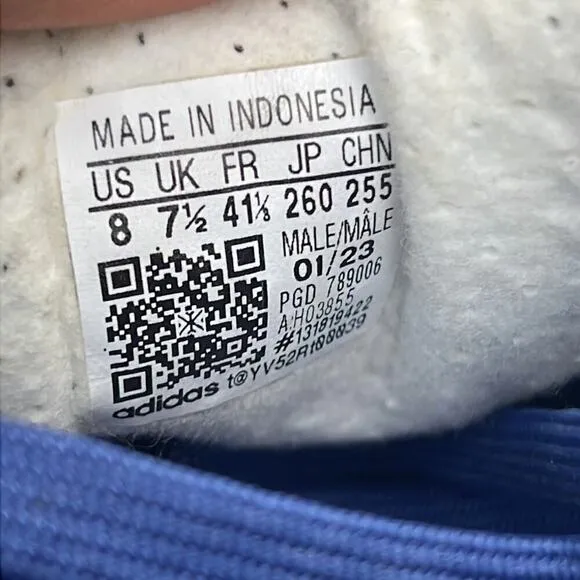 MADE IN INDONESIA
US UK FR JP CHN
8 7½ 41⅓ 260 255
MALE/MÂLE
01/23
PGD 789006
A:H03855
#131819422
adidas t@YV52Rt00039